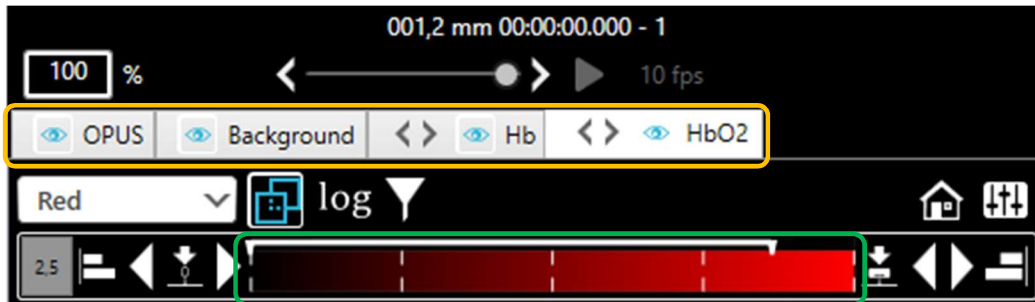 001,2 mm 00:00:00.000 - 1
100 % 10 fps
OPUS Background Hb HbO2
Red log
2,5